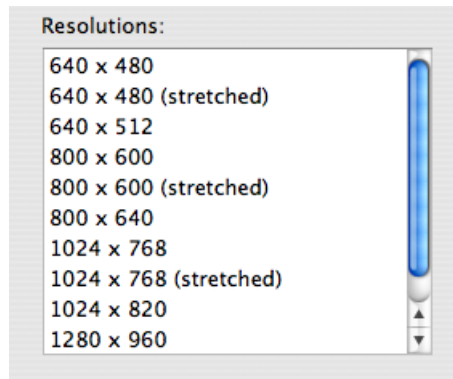 Resolutions:
640 x 480
640 x 480 (stretched)
640 x 512
800 x 600
800 x 600 (stretched)
800 x 640
1024 x 768
1024 x 768 (stretched)
1024 x 820
1280 x 960